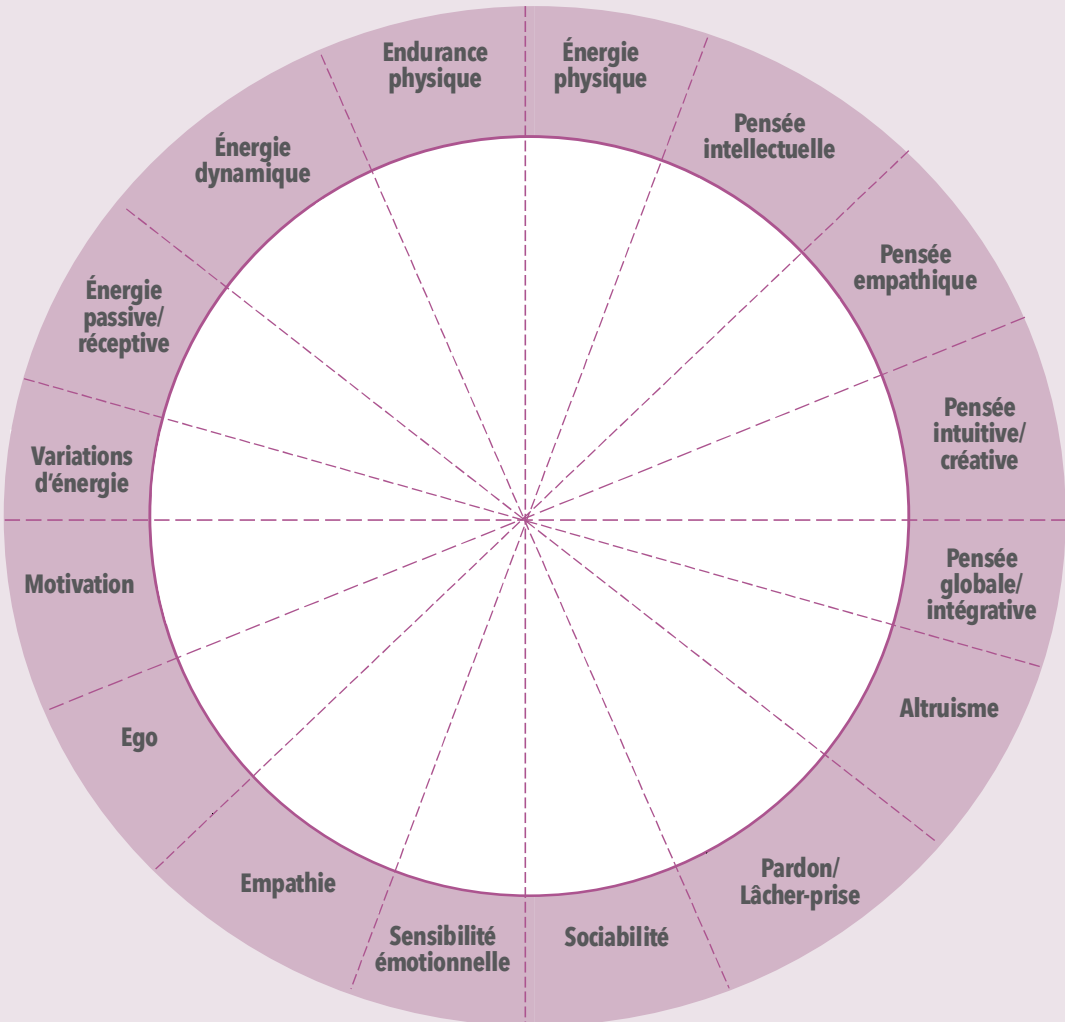 Endurance
physique
Énergie
physique
Pensée
intellectuelle
Pensée
empathique
Pensée
intuitive/
créative
Pensée
globale/
intégrative
Altruisme
Pardon/
Lâcher-prise
Sociabilité
Sensibilité
émotionnelle
Empathie
Ego
Motivation
Variations
d’énergie
Énergie
passive/
réceptive
Énergie
dynamique